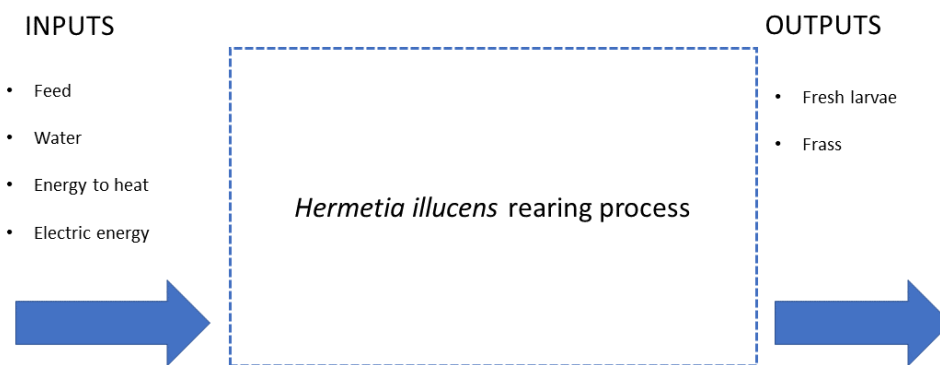 INPUTS
• Feed
• Water
• Energy to heat
• Electric energy
Hermetia illucens rearing process
OUTPUTS
• Fresh larvae
• Frass